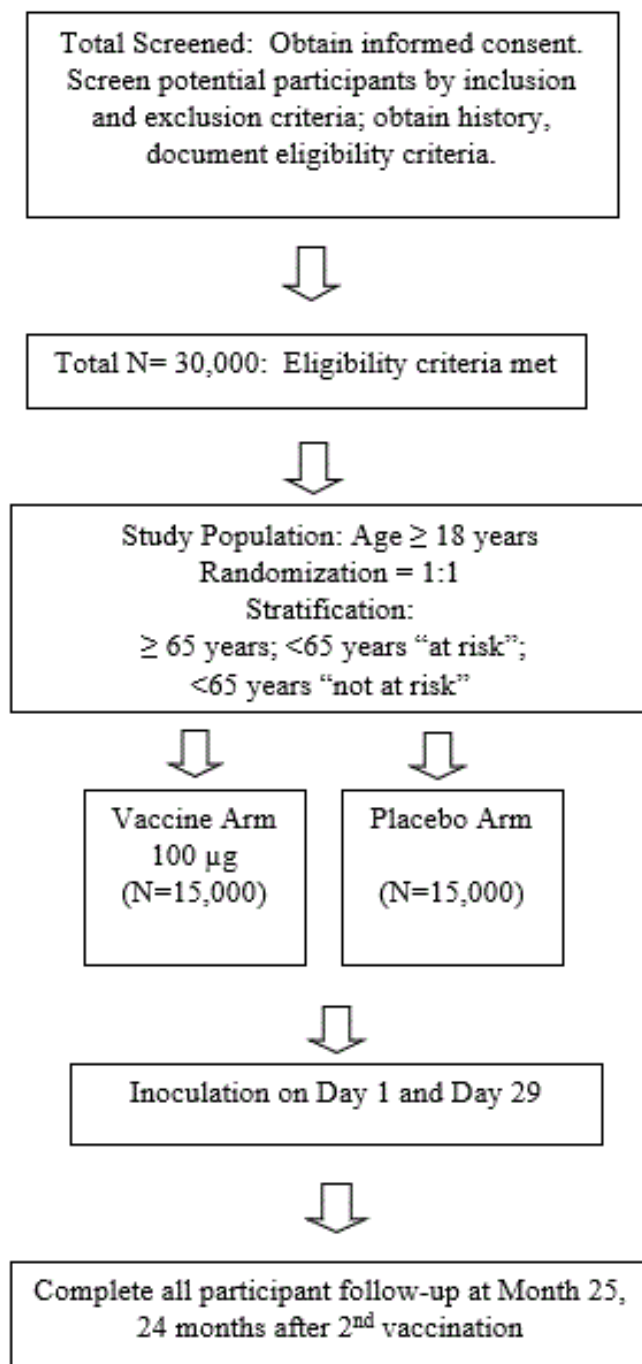 Total Screened: Obtain informed consent.
Screen potential participants by inclusion
and exclusion criteria; obtain history,
document eligibility criteria.
Total N= 30,000: Eligibility criteria met
Study Population: Age ≥ 18 years
Randomization = 1:1
Stratification:
≥ 65 years; <65 years “at risk”;
<65 years “not at risk”
Vaccine Arm
100 µg
(N=15,000)
Placebo Arm
(N=15,000)
Inoculation on Day 1 and Day 29
Complete all participant follow-up at Month 25,
24 months after 2nd vaccination